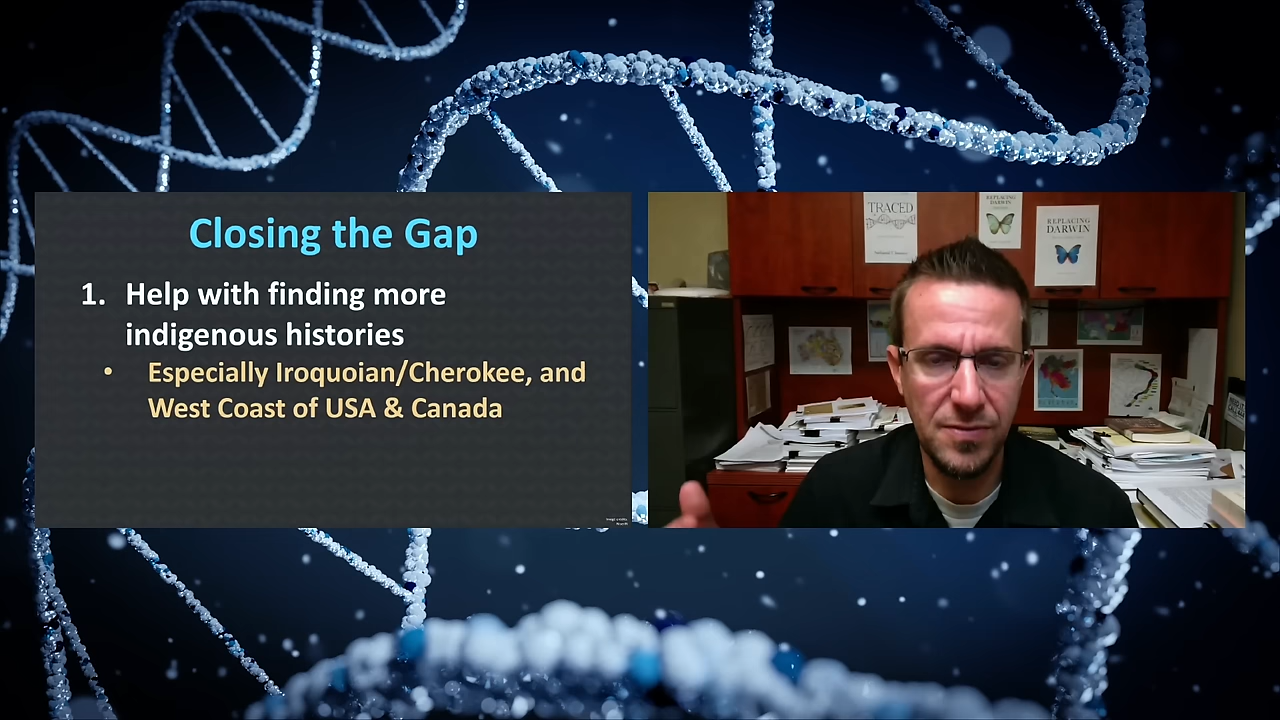 Closing the Gap
1. Help with finding more
indigenous histories
• Especially Iroquoian/Cherokee, and
West Coast of USA & Canada
TRACED
REPLACING
DARWIN
REPLACING
DARWIN